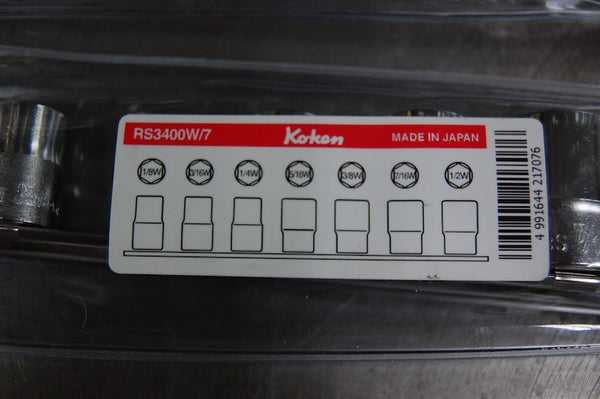 RS3400W/7 Koken MADE IN JAPAN
1/8W 3/16W 1/4W 5/16W 3/8W 7/16W 1/2W
4 991644 217076